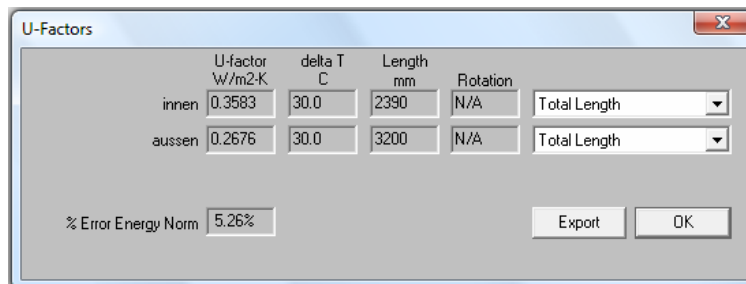 U-Factors
U-factor delta T Length
W/m2-K C mm Rotation
innen 0.3583 30.0 2390 N/A Total Length
aussen 0.2676 30.0 3200 N/A Total Length
% Error Energy Norm 5.26% Export OK